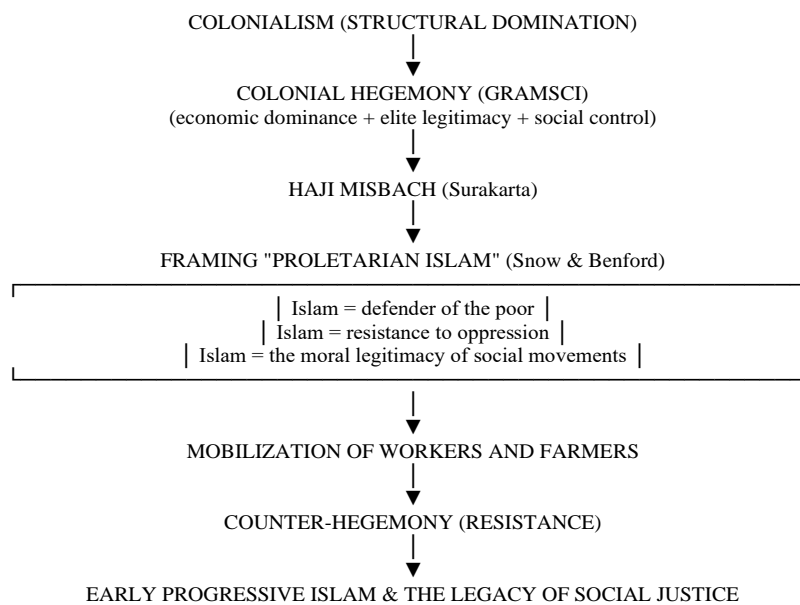 COLONIALISM (STRUCTURAL DOMINATION)
COLONIAL HEGEMONY (GRAMSCI)
(economic dominance + elite legitimacy + social control)
HAJI MISBACH (Surakarta)
FRAMING "PROLETARIAN ISLAM" (Snow & Benford)
Islam = defender of the poor
Islam = resistance to oppression
Islam = the moral legitimacy of social movements
MOBILIZATION OF WORKERS AND FARMERS
COUNTER-HEGEMONY (RESISTANCE)
EARLY PROGRESSIVE ISLAM & THE LEGACY OF SOCIAL JUSTICE